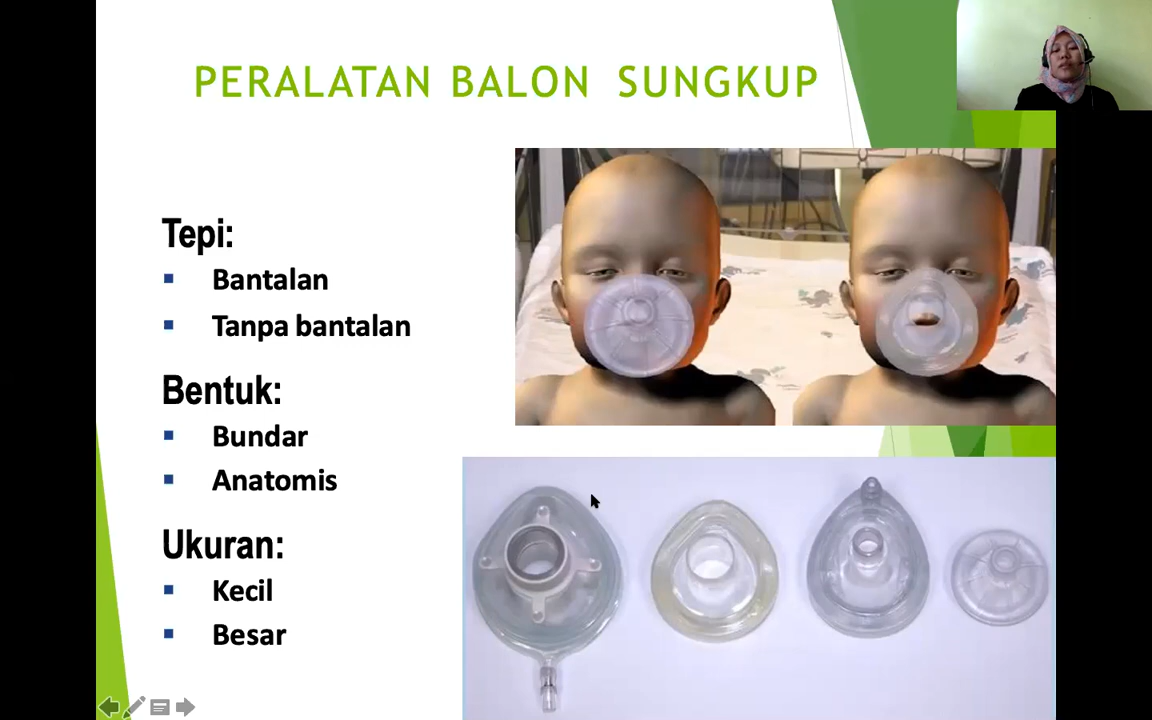 PERALATAN BALON SUNGKUP
Tepi:
Bantalan
Tanpa bantalan
Bentuk:
Bundar
Anatomis
Ukuran:
Kecil
Besar